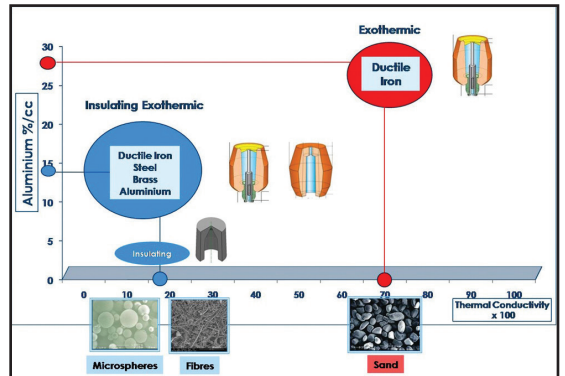 Exothermic
30
25
20
15
10
5
0
Aluminium %/cc
Ductile
Iron
Insulating Exothermic
Ductile Iron
Steel
Brass
Aluminium
Insulating
0 10 20 30 40 50 60 70 80 90 100
Thermal Conductivity
x 100
Microspheres
Fibres
Sand